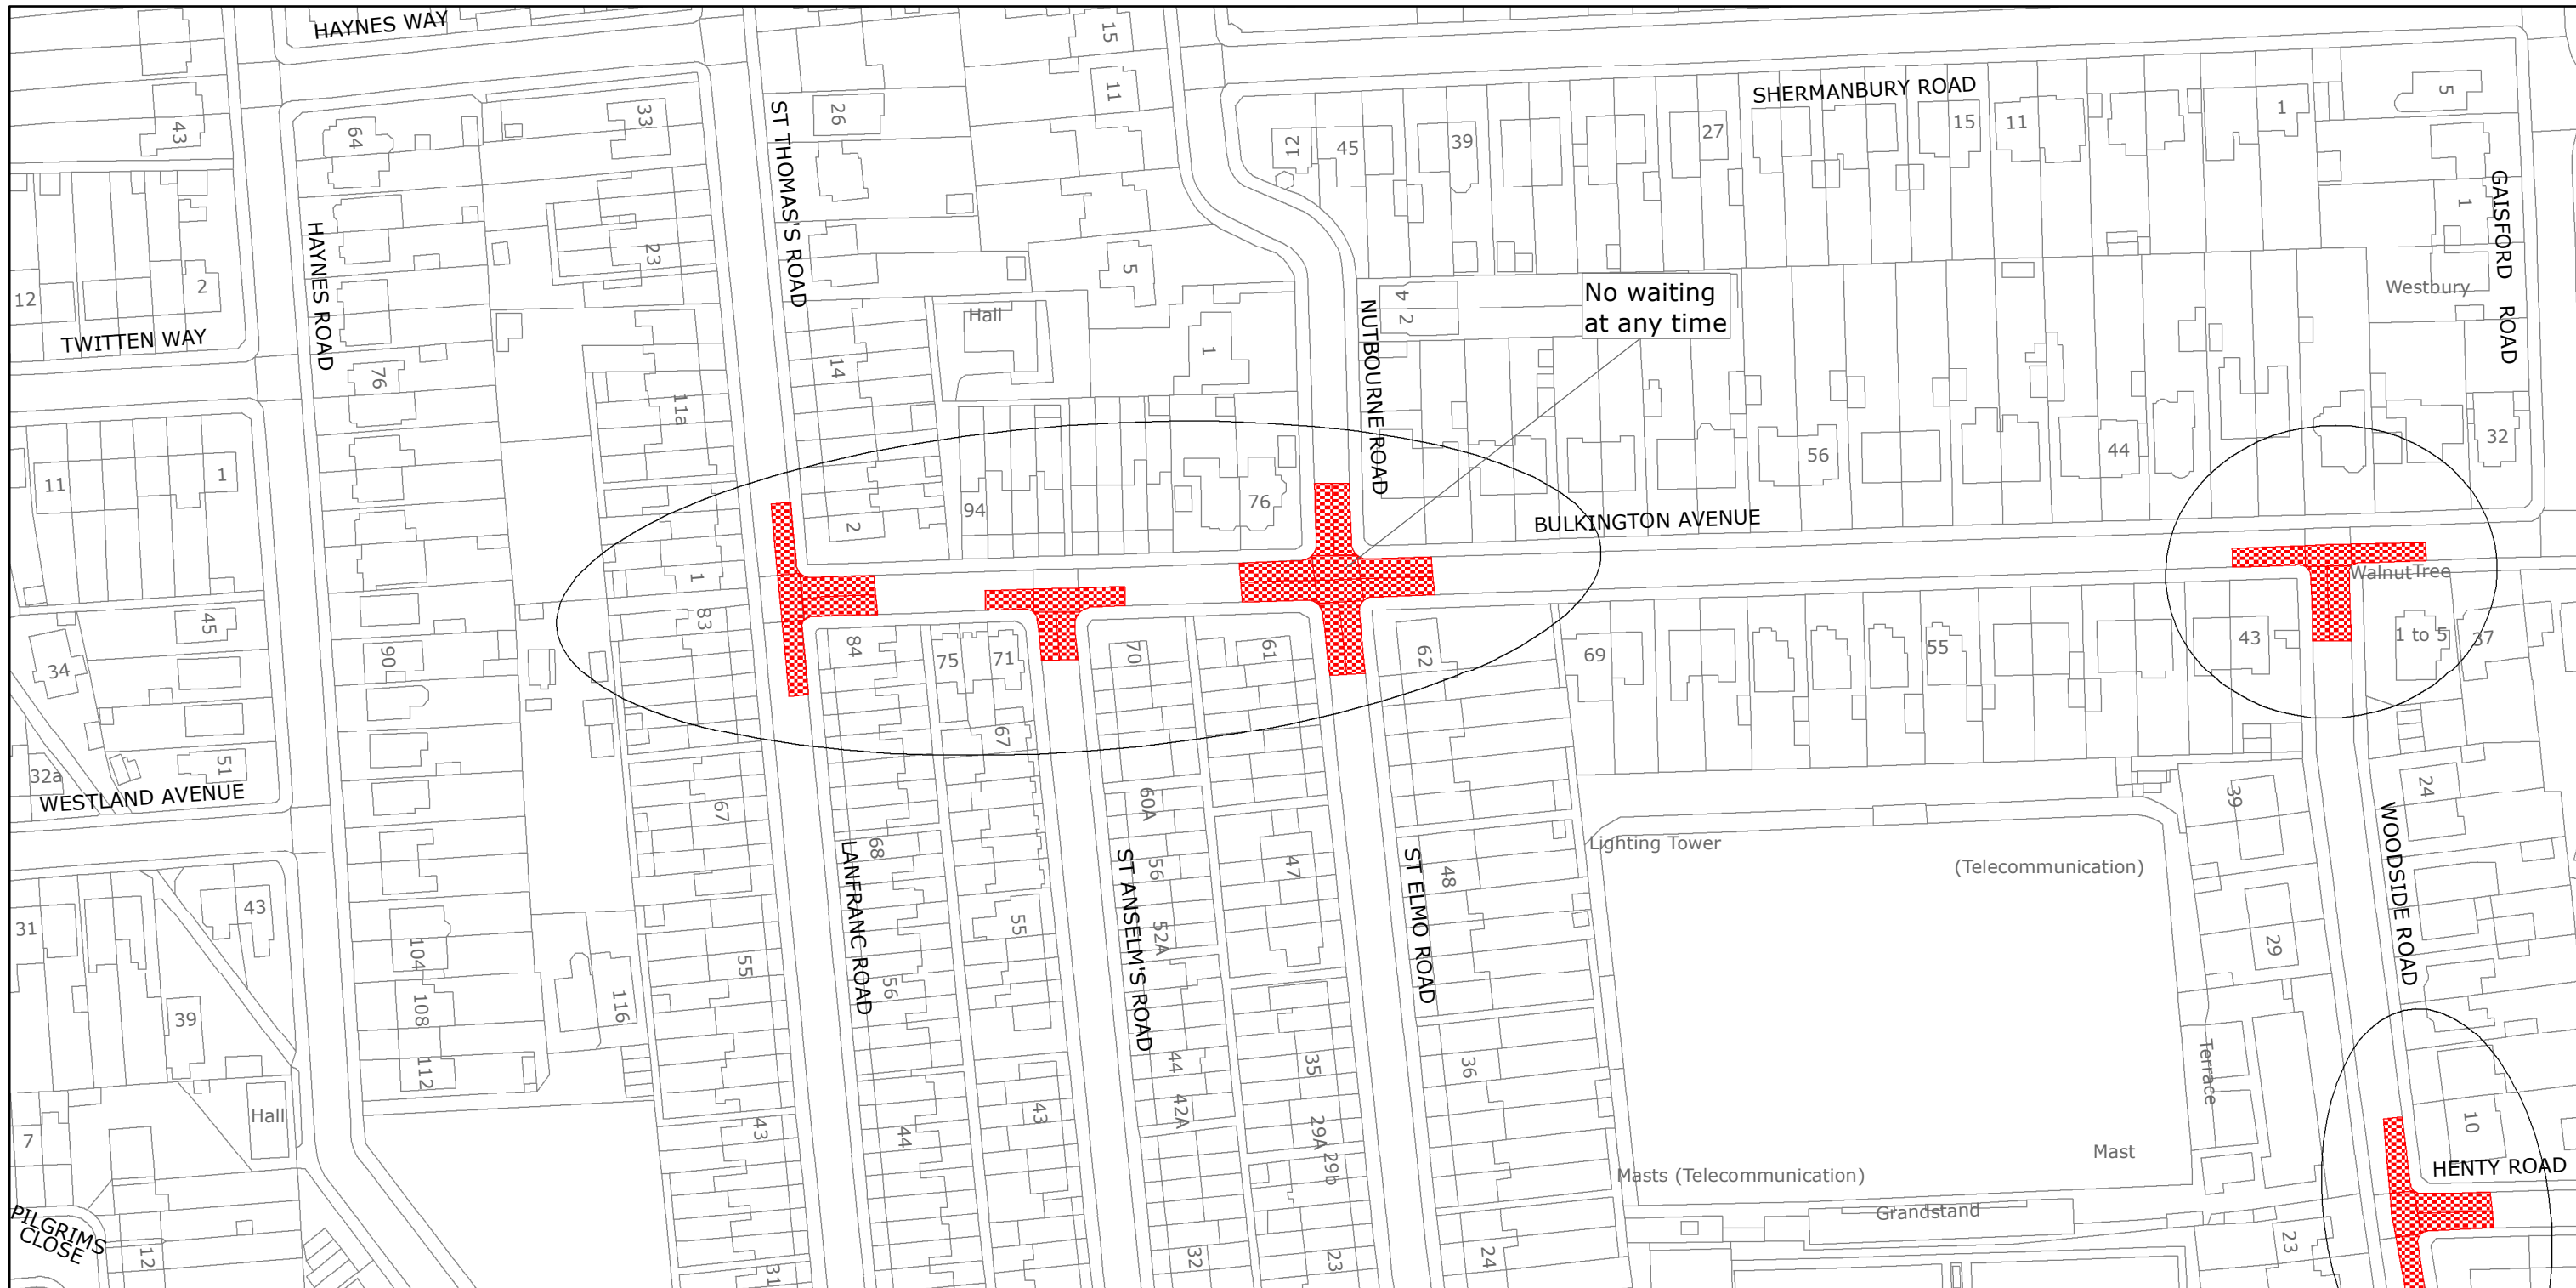 HAYNES WAY
15
11
26
33
64
43
ST THOMAS'S ROAD
SHERMANBURY ROAD
12
45
39
27
15
11
1
5
GAISFORD ROAD
1
Westbury
HAYNES ROAD
23
12
2
TWITTEN WAY
5
Hall
14
1
4
2
NUTBOURNE ROAD
No waiting
at any time
76
11a
11
1
2
94
76
56
44
32
BULKINGTON AVENUE
1
83
WalnutTree
45
34
90
84
75
71
70
61
62
69
55
43
1 to 5
37
32a
51
WESTLAND AVENUE
67
67
60A
68
56
47
48
Lighting Tower
(Telecommunication)
39
24
WOODSIDE ROAD
LANFRANC ROAD
ST ANSELM'S ROAD
ST ELMO ROAD
31
43
104
55
55
52A
29
39
108
116
56
112
44
35
36
Terrace
Hall
7
43
44
43
42A
29A
29b
Masts (Telecommunication)
Mast
10
HENTY ROAD
Grandstand
PILGRIMS
CLOSE
12
31
32
23
24
23